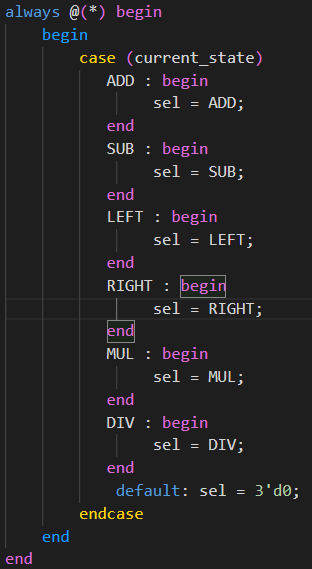 always @(*) begin
    begin
        case (current_state)
           ADD : begin
                sel = ADD;
           end
           SUB : begin
                sel = SUB;
           end
           LEFT : begin
                sel = LEFT;
           end
           RIGHT : begin
                sel = RIGHT;
           end
           MUL : begin
                sel = MUL;
           end
           DIV : begin
                sel = DIV;
           end
            default: sel = 3'd0;
        endcase
    end
end